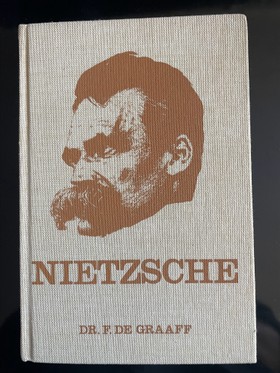 NIETZSCHE
DR. F. DE GRAAFF